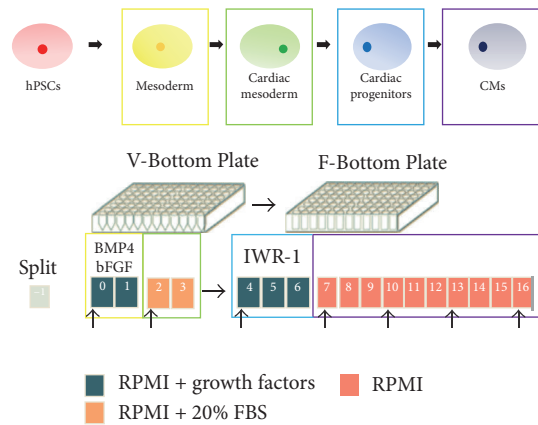 hPSCs
Mesoderm
Cardiac
mesoderm
Cardiac
progenitors
CMs
V-Bottom Plate
F-Bottom Plate
Split
BMP4
bFGF
IWR-1
−1 0 1 2 3 4 5 6 7 8 9 10 11 12 13 14 15 16
RPMI + growth factors
RPMI + 20% FBS
RPMI